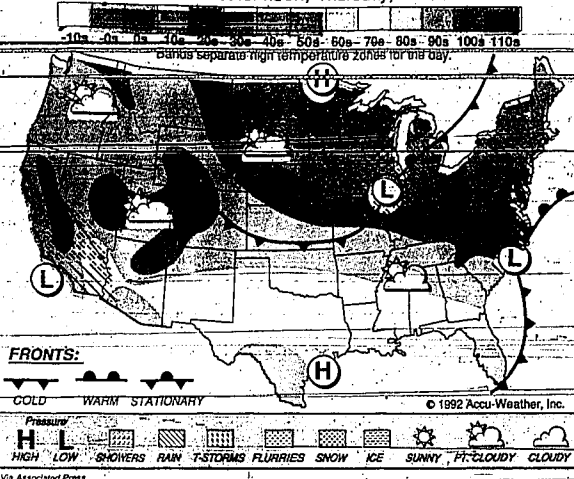 -10s -0s 0s 10s 20s 30s 40s 50s 60s 70s 80s 90s 100s 110s
Bands separate high temperature zones for the day.
H
L
L
L
H
FRONTS:
COLD WARM STATIONARY
© 1992 Accu-Weather, Inc.
Pressure
H L
HIGH LOW SHOWERS RAIN T-STORMS FLURRIES SNOW ICE SUNNY PT. CLOUDY CLOUDY
Via Associated Press